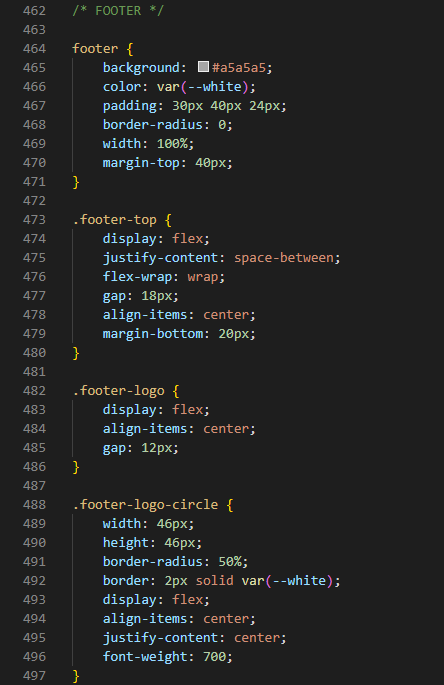 462 /* FOOTER */
463
464 footer {
465     background: #a5a5a5;
466     color: var(--white);
467     padding: 30px 40px 24px;
468     border-radius: 0;
469     width: 100%;
470     margin-top: 40px;
471 }
472
473 .footer-top {
474     display: flex;
475     justify-content: space-between;
476     flex-wrap: wrap;
477     gap: 18px;
478     align-items: center;
479     margin-bottom: 20px;
480 }
481
482 .footer-logo {
483     display: flex;
484     align-items: center;
485     gap: 12px;
486 }
487
488 .footer-logo-circle {
489     width: 46px;
490     height: 46px;
491     border-radius: 50%;
492     border: 2px solid var(--white);
493     display: flex;
494     align-items: center;
495     justify-content: center;
496     font-weight: 700;
497 }